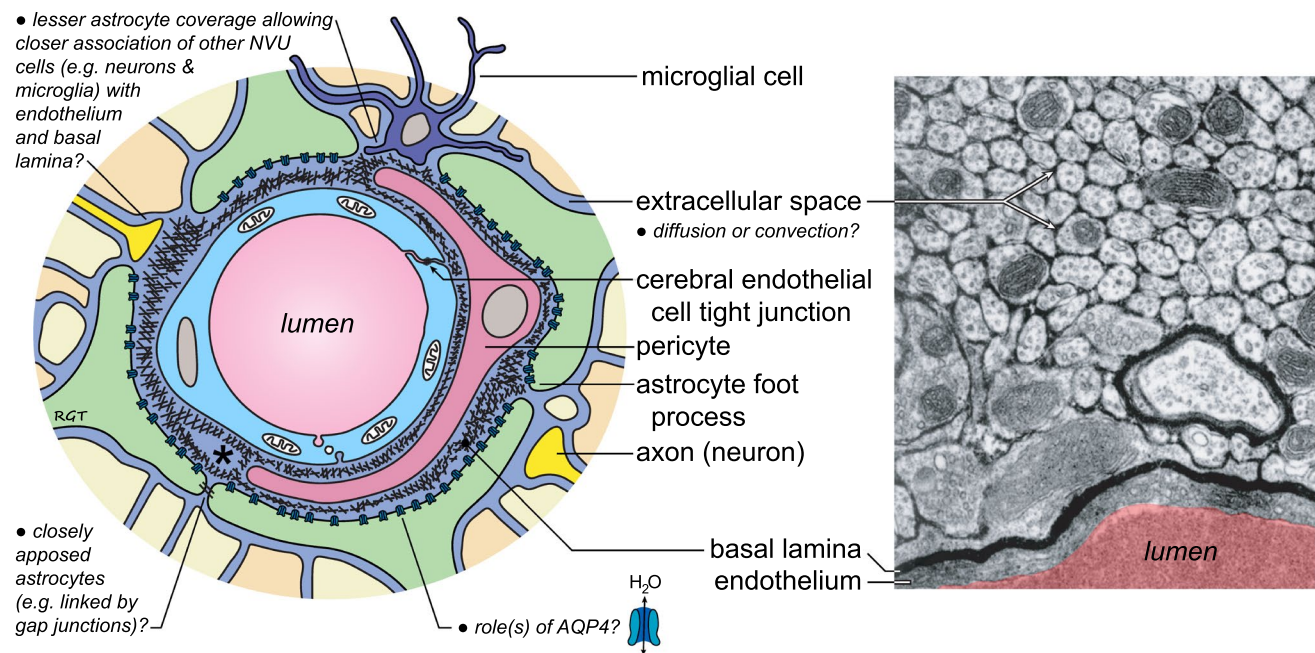 ● lesser astrocyte coverage allowing
closer association of other NVU
cells (e.g. neurons &
microglia) with
endothelium
and basal
lamina?
microglial cell
extracellular space
● diffusion or convection?
cerebral endothelial
cell tight junction
pericyte
astrocyte foot
process
axon (neuron)
basal lamina
endothelium
lumen
lumen
RGT
*
● closely
apposed
astrocytes
(e.g. linked by
gap junctions)?
● role(s) of AQP4?
H₂O